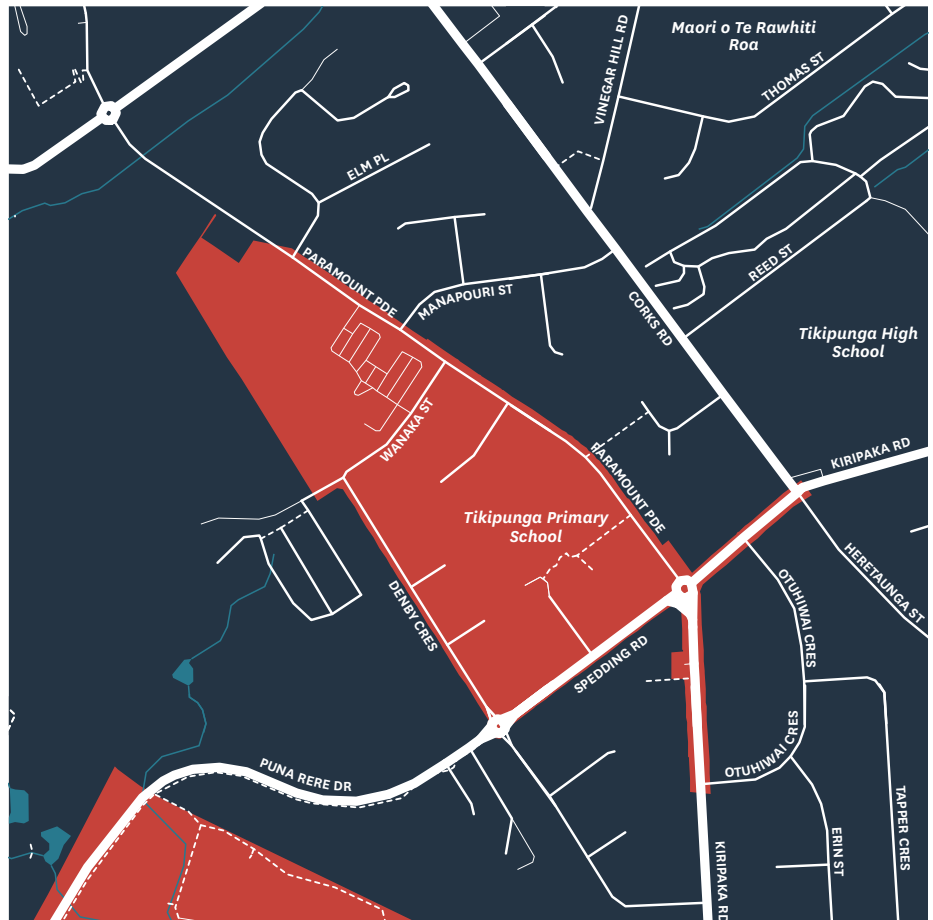 Maori o Te Rawhiti
Roa
VINEGAR HILL RD
THOMAS ST
ELM PL
REED ST
PARAMOUNT PDE
MANAPOURI ST
CORKS RD
Tikipunga High
School
WANAKA ST
KIRIPAKA RD
PARAMOUNT PDE
Tikipunga Primary
School
HERETAUNGA ST
OTUHIWAI CRES
DENBY CRES
SPEDDING RD
OTUHIWAI CRES
PUNA RERE DR
TAPPER CRES
ERIN ST
KIRIPAKA RD